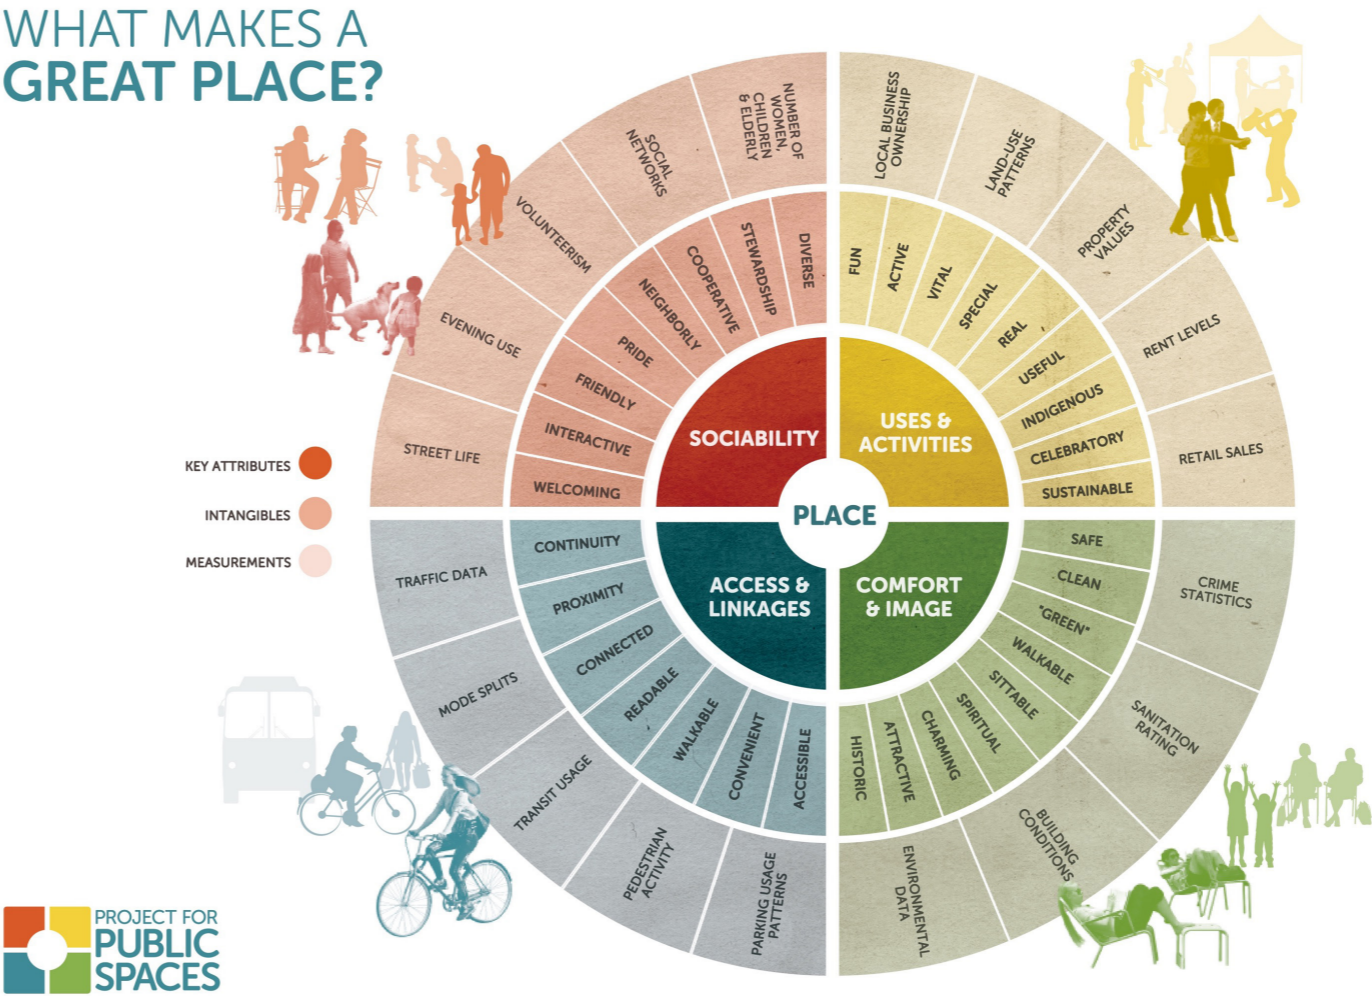 WHAT MAKES A
GREAT PLACE?
KEY ATTRIBUTES
INTANGIBLES
MEASUREMENTS
PLACE
SOCIABILITY
USES &
ACTIVITIES
ACCESS &
LINKAGES
COMFORT
& IMAGE
WELCOMING
INTERACTIVE
FRIENDLY
PRIDE
NEIGHBORLY
COOPERATIVE
STEWARDSHIP
DIVERSE
FUN
ACTIVE
VITAL
SPECIAL
REAL
USEFUL
INDIGENOUS
CELEBRATORY
SUSTAINABLE
SAFE
CLEAN
"GREEN"
WALKABLE
SITTABLE
SPIRITUAL
CHARMING
ATTRACTIVE
HISTORIC
ACCESSIBLE
CONVENIENT
WALKABLE
READABLE
CONNECTED
PROXIMITY
CONTINUITY
STREET LIFE
EVENING USE
VOLUNTEERISM
SOCIAL
NETWORKS
NUMBER OF
WOMEN,
CHILDREN
& ELDERLY
LOCAL BUSINESS
OWNERSHIP
LAND-USE
PATTERNS
PROPERTY
VALUES
RENT LEVELS
RETAIL SALES
CRIME
STATISTICS
SANITATION
RATING
BUILDING
CONDITIONS
ENVIRONMENTAL
DATA
PARKING USAGE
PATTERNS
PEDESTRIAN
ACTIVITY
TRANSIT USAGE
MODE SPLITS
TRAFFIC DATA
PROJECT FOR
PUBLIC
SPACES